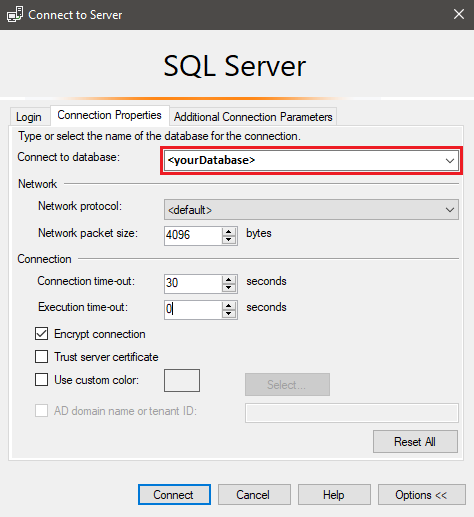 Connect to Server
SQL Server
Login Connection Properties Additional Connection Parameters
Type or select the name of the database for the connection.
Connect to database: <yourDatabase>
Network
Network protocol: <default>
Network packet size: 4096 bytes
Connection
Connection time-out: 30 seconds
Execution time-out: 0 seconds
Encrypt connection
Trust server certificate
Use custom color: Select...
AD domain name or tenant ID:
Reset All
Connect Cancel Help Options <<